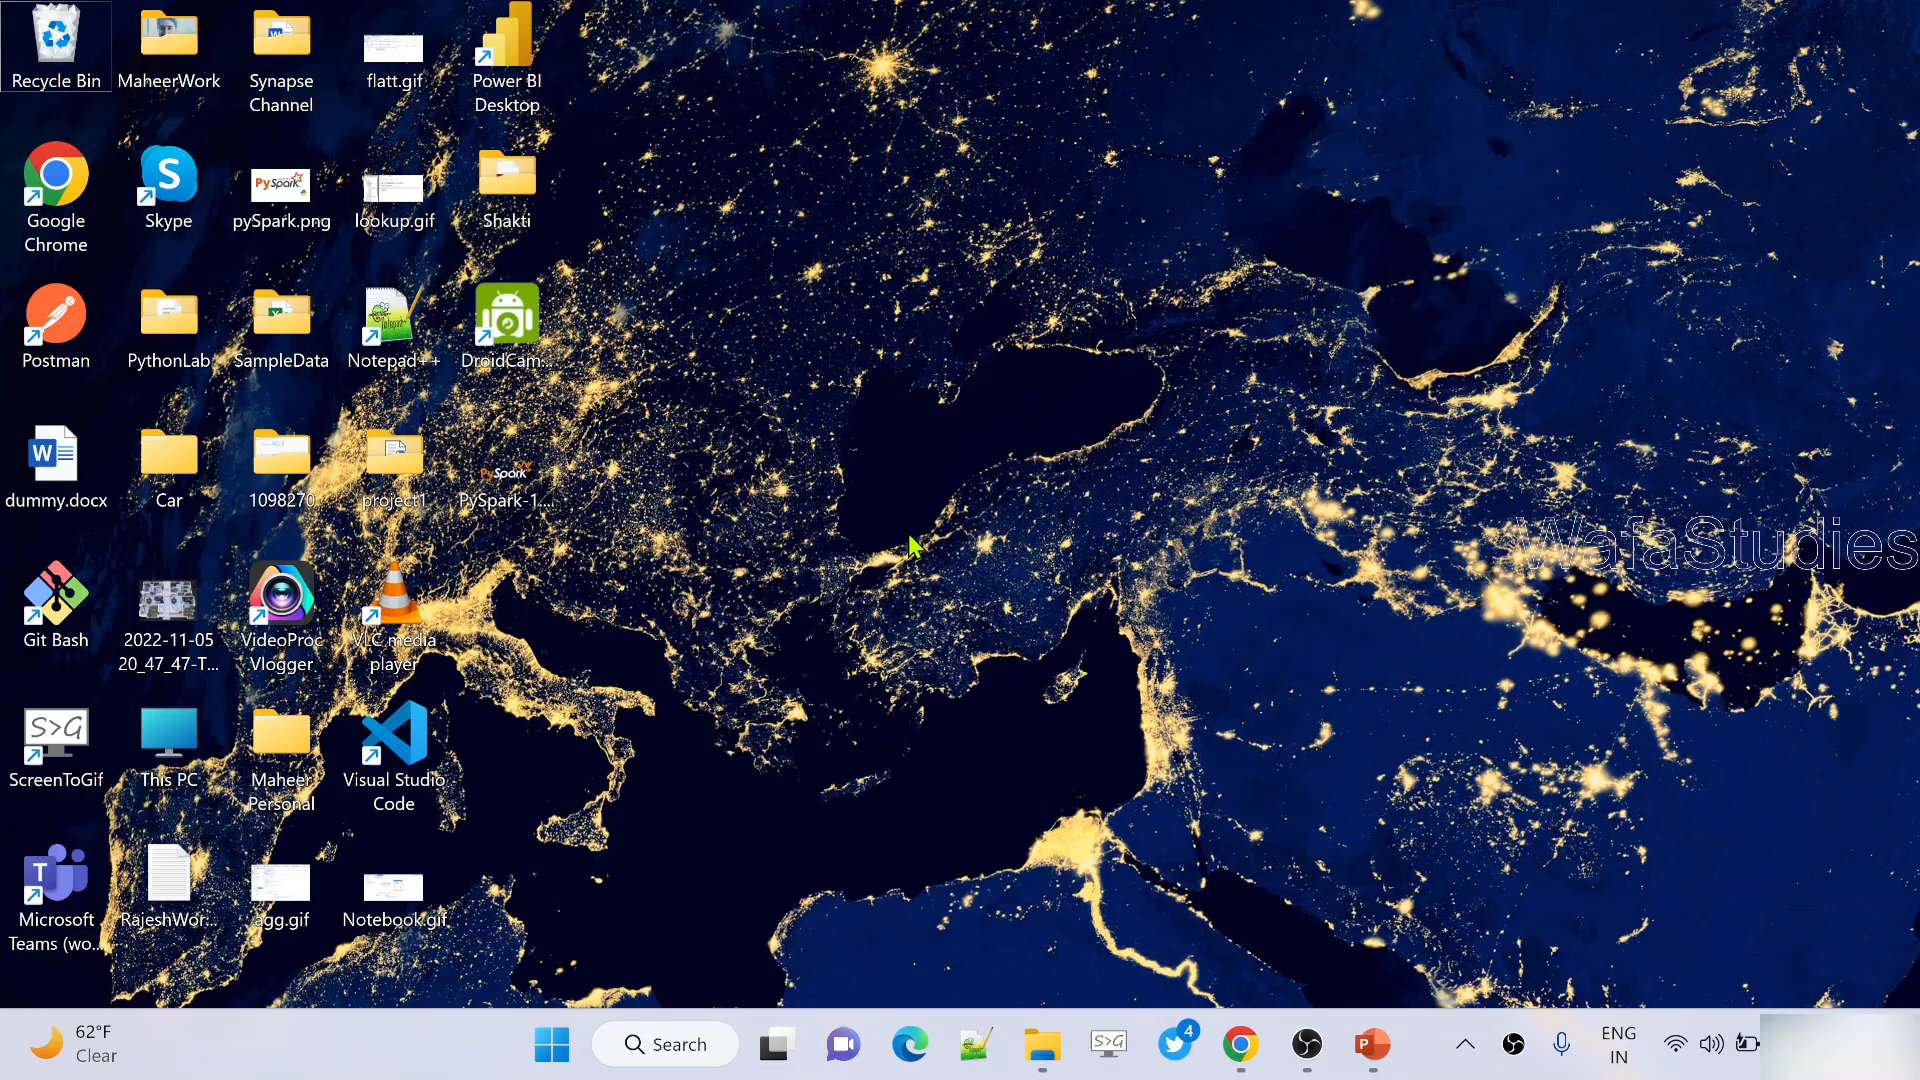 Recycle Bin
MaheerWork
Synapse
Channel
flatt.gif
Power BI
Desktop
Google
Chrome
S
Skype
PySpark
pySpark.png
lookup.gif
Shakti
Postman
PythonLab
SampleData
Notepad++
DroidCam...
W
dummy.docx
Car
1098270
project1
PySpark
PySpark-1....
Git Bash
2022-11-05
20_47_47-T...
VideoProc
Vlogger
VLC media
player
WafaStudies
S>G
ScreenToGif
This PC
Maheer
Personal
Visual Studio
Code
T
Microsoft
Teams (wo...
RajeshWor...
agg.gif
Notebook.gif
62°F
Clear
Search
S>G
4
P
ENG
IN